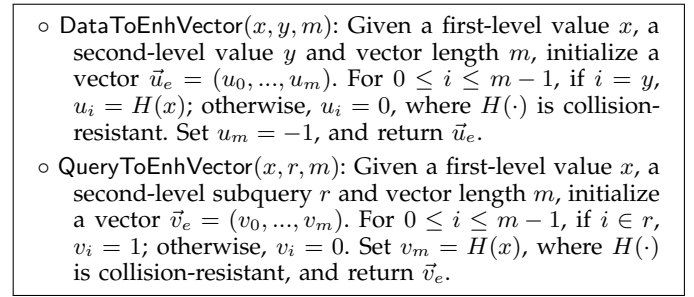 ◦ DataToEnhVector(x, y, m): Given a first-level value x, a
second-level value y and vector length m, initialize a
vector u⃗_e = (u_0, ..., u_m). For 0 ≤ i ≤ m − 1, if i = y,
u_i = H(x); otherwise, u_i = 0, where H(·) is collision-
resistant. Set u_m = −1, and return u⃗_e.
◦ QueryToEnhVector(x, r, m): Given a first-level value x, a
second-level subquery r and vector length m, initialize
a vector v⃗_e = (v_0, ..., v_m). For 0 ≤ i ≤ m − 1, if i ∈ r,
v_i = 1; otherwise, v_i = 0. Set v_m = H(x), where H(·)
is collision-resistant, and return v⃗_e.